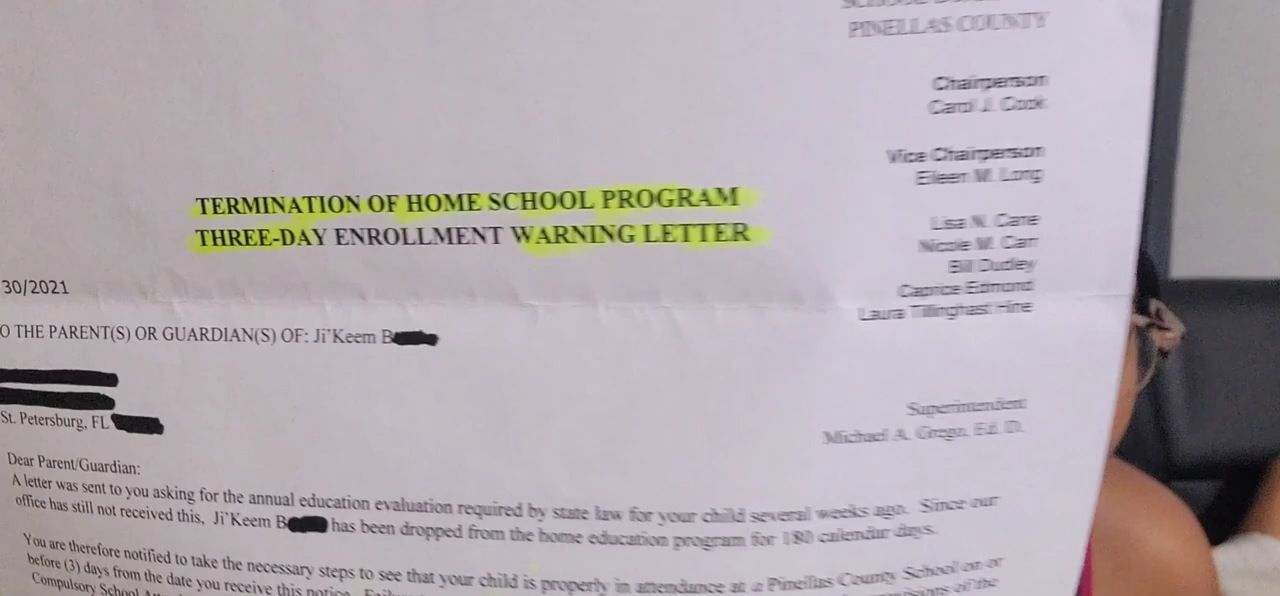 PINELLAS COUNTY
Chairperson
Carol J. Cook
Vice Chairperson
Eileen M. Long
Lisa N. Cane
Nicole M. Carr
Bill Dudley
Caprice Edmond
Laura Tillinghast Hine
TERMINATION OF HOME SCHOOL PROGRAM
THREE-DAY ENROLLMENT WARNING LETTER
30/2021
O THE PARENT(S) OR GUARDIAN(S) OF: Ji'Keem B
St. Petersburg, FL
Superintendent
Michael A. Grego, Ed. D.
Dear Parent/Guardian:
A letter was sent to you asking for the annual education evaluation required by state law for your child several weeks ago. Since our
office has still not received this, Ji'Keem B has been dropped from the home education program for 180 calendar days.
You are therefore notified to take the necessary steps to see that your child is properly in attendance at a Pinellas County School on or
before (3) days from the date you receive this notice. of the
Compulsory School